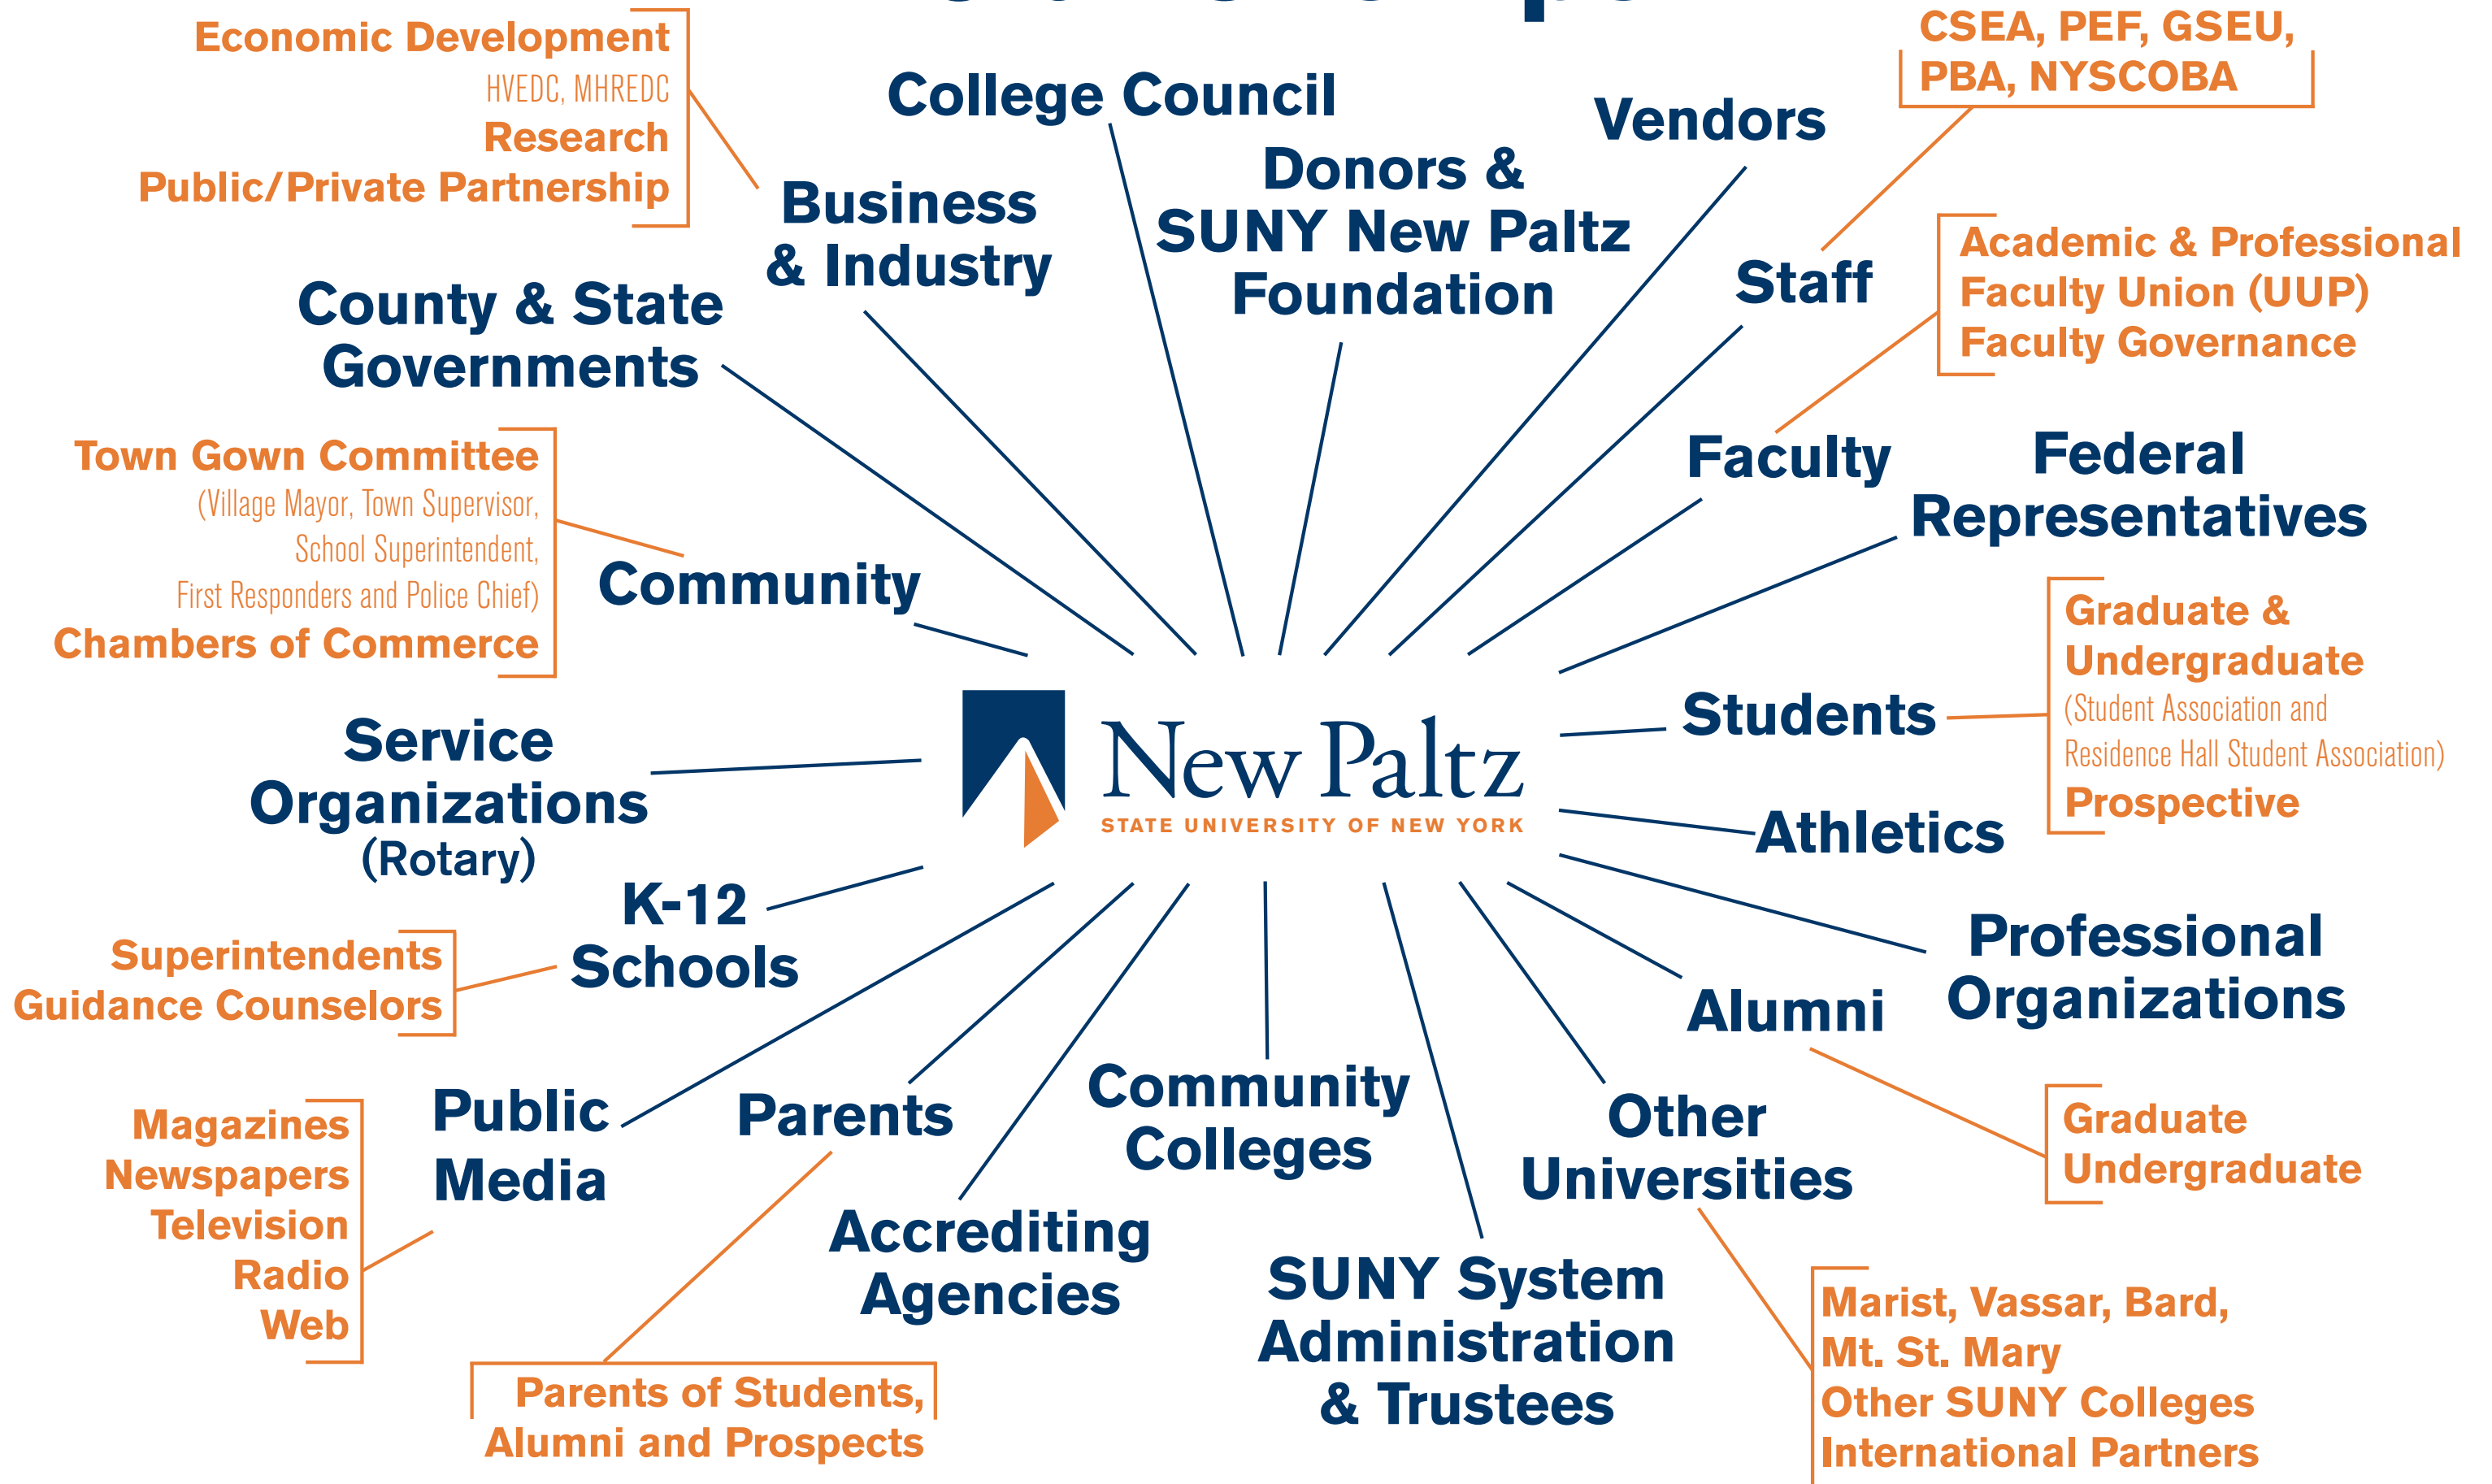 Economic Development
HVEDC, MHREDC
Research
Public/Private Partnership
College Council
Vendors
CSEA, PEF, GSEU,
PBA, NYSCOBA
Business
& Industry
Donors &
SUNY New Paltz
Foundation
Staff
Academic & Professional
Faculty Union (UUP)
Faculty Governance
County & State
Governments
Faculty
Federal
Representatives
Town Gown Committee
(Village Mayor, Town Supervisor,
School Superintendent,
First Responders and Police Chief)
Chambers of Commerce
Community
Graduate &
Undergraduate
(Student Association and
Residence Hall Student Association)
Prospective
Students
Service
Organizations
(Rotary)
New Paltz
STATE UNIVERSITY OF NEW YORK
Athletics
K-12
Schools
Superintendents
Guidance Counselors
Professional
Organizations
Alumni
Graduate
Undergraduate
Public
Media
Magazines
Newspapers
Television
Radio
Web
Parents
Parents of Students,
Alumni and Prospects
Accrediting
Agencies
Community
Colleges
SUNY System
Administration
& Trustees
Other
Universities
Marist, Vassar, Bard,
Mt. St. Mary
Other SUNY Colleges
International Partners